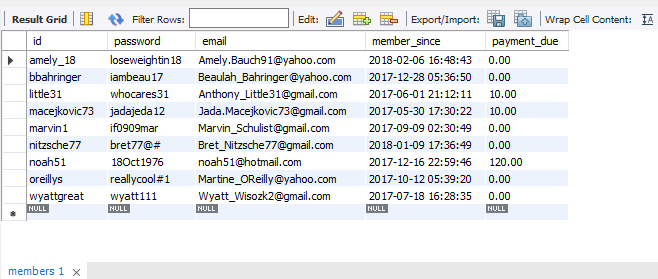 Result Grid Filter Rows: Edit: Export/Import: Wrap Cell Content:
id password email member_since payment_due
amely_18 loseweightin18 Amely.Bauch91@yahoo.com 2018-02-06 16:48:43 0.00
bbahringer iambeau17 Beaulah_Bahringer@yahoo.com 2017-12-28 05:36:50 0.00
little31 whocares31 Anthony_Little31@gmail.com 2017-06-01 21:12:11 10.00
macejkovic73 jadajeda12 Jada.Macejkovic73@gmail.com 2017-05-30 17:30:22 10.00
marvin1 if0909mar Marvin_Schulist@gmail.com 2017-09-09 02:30:49 0.00
nitzsche77 bret77@# Bret_Nitzsche77@gmail.com 2018-01-09 17:36:49 0.00
noah51 18Oct1976 noah51@hotmail.com 2017-12-16 22:59:46 120.00
oreillys reallycool#1 Martine_OReilly@yahoo.com 2017-10-12 05:39:20 0.00
wyattgreat wyatt111 Wyatt_Wisozk2@gmail.com 2017-07-18 16:28:35 0.00
NULL NULL NULL NULL NULL
members 1